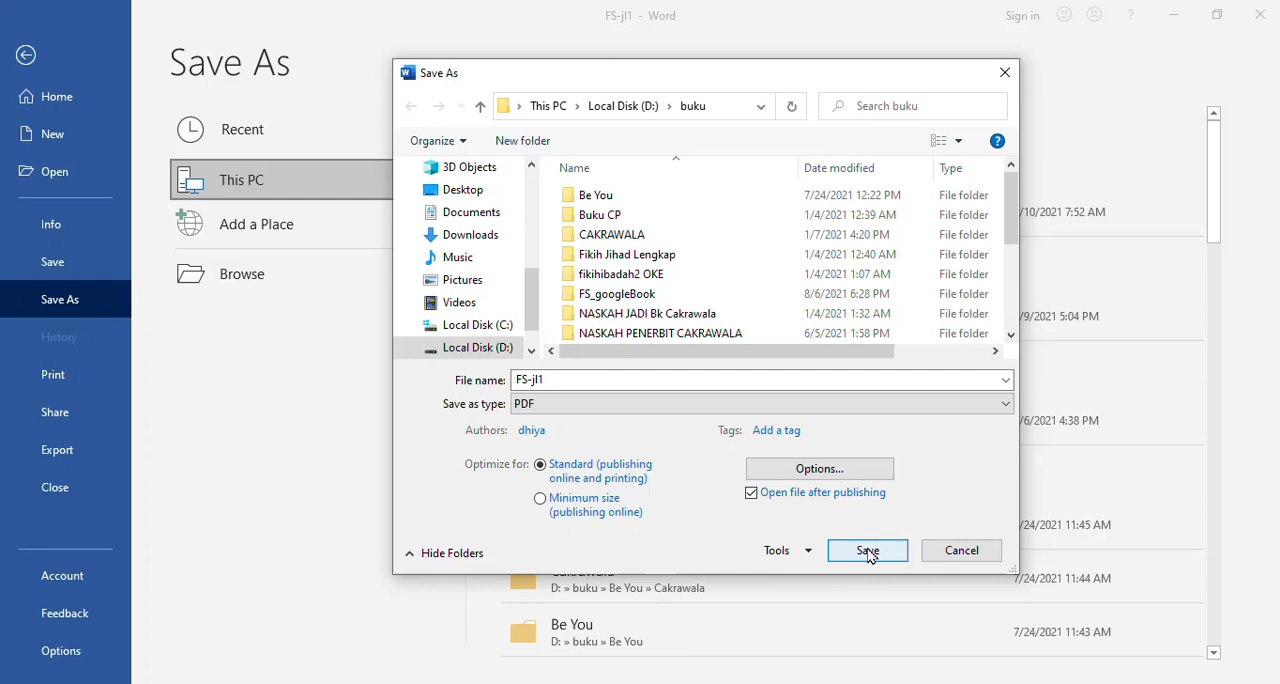 FS-jl1 - Word
Sign in
?
Save As
Home
New
Open
Info
Save
Save As
History
Print
Share
Export
Close
Account
Feedback
Options
Recent
This PC
Add a Place
Browse
Save As
This PC › Local Disk (D:) › buku
Search buku
Organize
New folder
?
3D Objects
Desktop
Documents
Downloads
Music
Pictures
Videos
Local Disk (C:)
Local Disk (D:)
Name Date modified Type
Be You 7/24/2021 12:22 PM File folder
Buku CP 1/4/2021 12:39 AM File folder
CAKRAWALA 1/7/2021 4:20 PM File folder
Fikih Jihad Lengkap 1/4/2021 12:40 AM File folder
fikihibadah2 OKE 1/4/2021 1:07 AM File folder
FS_googleBook 8/6/2021 6:28 PM File folder
NASKAH JADI Bk Cakrawala 1/4/2021 1:32 AM File folder
NASKAH PENERBIT CAKRAWALA 6/5/2021 1:58 PM File folder
File name: FS-jl1
Save as type: PDF
Authors: dhiya
Tags: Add a tag
Optimize for: Standard (publishing
online and printing)
Minimum size
(publishing online)
Options...
Open file after publishing
Hide Folders
Tools
Save
Cancel
/10/2021 7:52 AM
/9/2021 5:04 PM
/6/2021 4:38 PM
/24/2021 11:45 AM
Cakrawala 7/24/2021 11:44 AM
D: » buku » Be You » Cakrawala
Be You 7/24/2021 11:43 AM
D: » buku » Be You